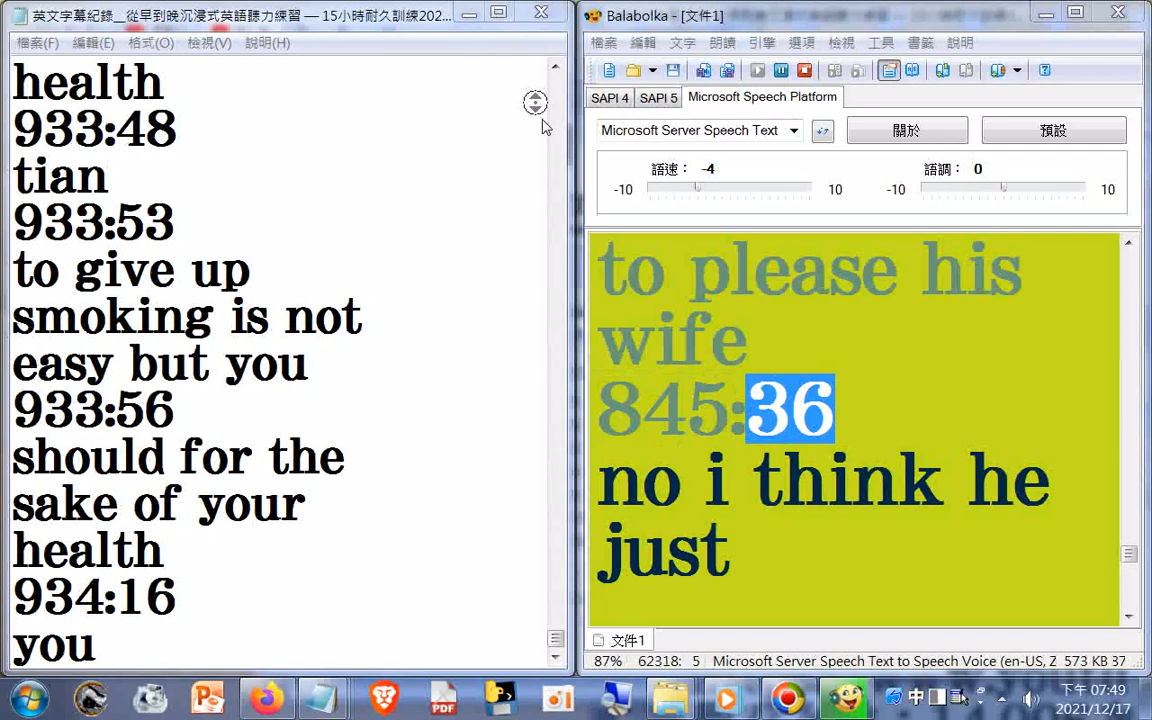 英文字幕紀錄__從早到晚沉浸式英語聽力練習 — 15小時耐久訓練202...
檔案(F) 編輯(E) 格式(O) 檢視(V) 說明(H)
health
933:48
tian
933:53
to give up
smoking is not
easy but you
933:56
should for the
sake of your
health
934:16
you
Balabolka - [文件1]
檔案 編輯 文字 朗讀 引擎 選項 檢視 工具 書籤 說明
SAPI 4 SAPI 5 Microsoft Speech Platform
Microsoft Server Speech Text 關於 預設
語速： -4 語調： 0
-10 10 -10 10
to please his
wife
845:36
no i think he
just
文件1
87% 62318: 5 Microsoft Server Speech Text to Speech Voice (en-US, Z 573 KB 37
PDF 中 下午 07:49
2021/12/17